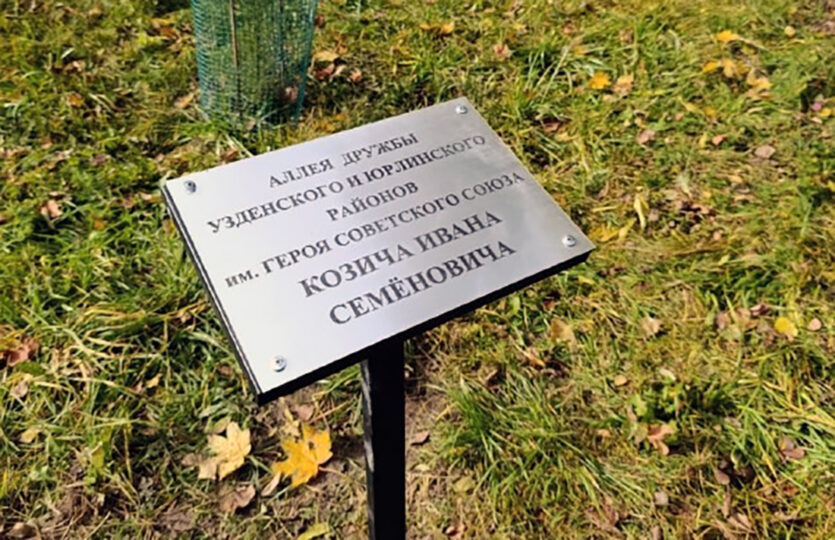 АЛЛЕЯ ДРУЖБЫ
УЗДЕНСКОГО И ЮРЛИНСКОГО
РАЙОНОВ
им. ГЕРОЯ СОВЕТСКОГО СОЮЗА
КОЗИЧА ИВАНА
СЕМЁНОВИЧА